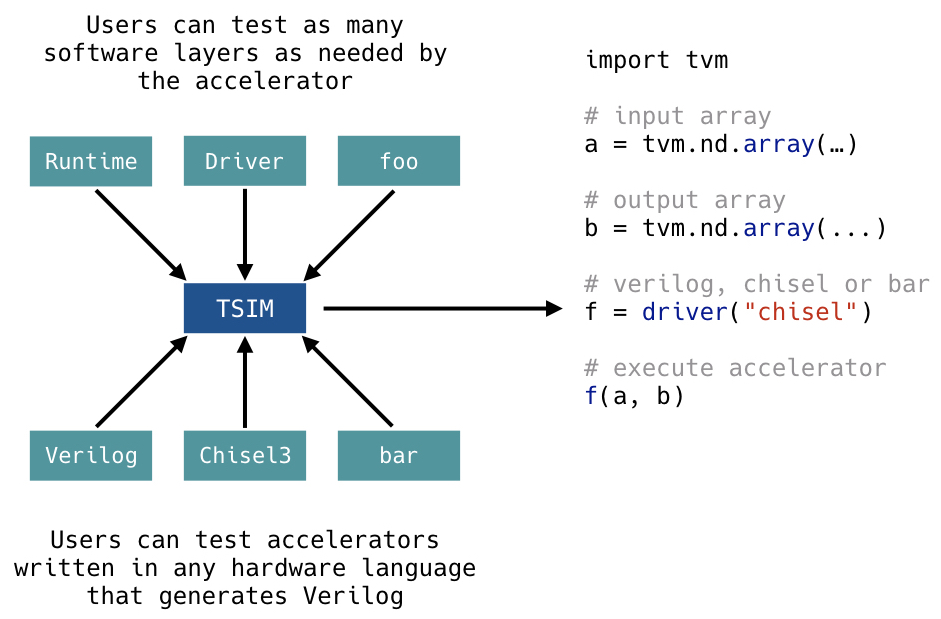 Users can test as many
software layers as needed by
the accelerator
Runtime
Driver
foo
TSIM
Verilog
Chisel3
bar
Users can test accelerators
written in any hardware language
that generates Verilog
import tvm
# input array
a = tvm.nd.array(…)
# output array
b = tvm.nd.array(...)
# verilog, chisel or bar
f = driver("chisel")
# execute accelerator
f(a, b)